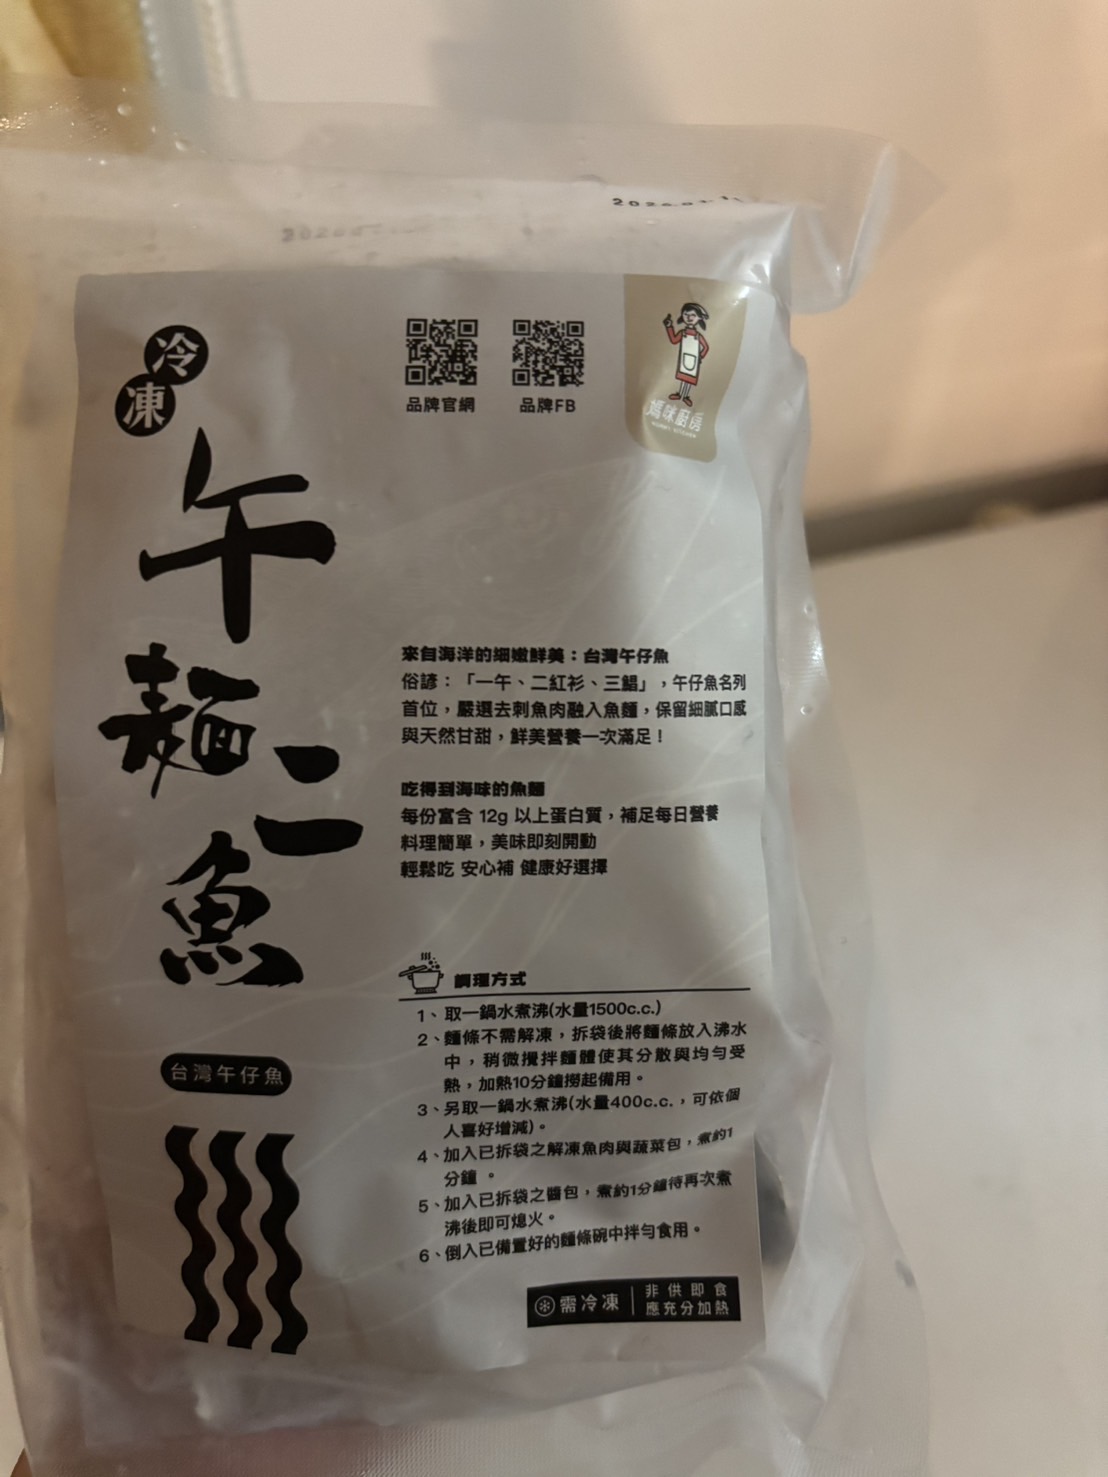 冷凍
午二魚麵
台灣午仔魚
品牌官網
品牌FB
媽咪廚房
來自海洋的細嫩鮮美：台灣午仔魚
俗諺：「一午、二紅衫、三鯧」，午仔魚名列
首位，嚴選去刺魚肉融入魚麵，保留細膩口感
與天然甘甜，鮮美營養一次滿足！
吃得到海味的魚麵
每份富含 12g 以上蛋白質，補足每日營養
料理簡單，美味即刻開動
輕鬆吃 安心補 健康好選擇
調理方式
1、取一鍋水煮沸(水量1500c.c.)
2、麵條不需解凍，拆袋後將麵條放入沸水
中，稍微攪拌麵體使其分散與均勻受
熱，加熱10分鐘撈起備用。
3、另取一鍋水煮沸(水量400c.c.，可依個
人喜好增減)。
4、加入已拆袋之解凍魚肉與蔬菜包，煮約1
分鐘 。
5、加入已拆袋之醬包，煮約1分鐘待再次煮
沸後即可熄火。
6、倒入已備置好的麵條碗中拌勻食用。
需冷凍
非供即食
應充分加熱